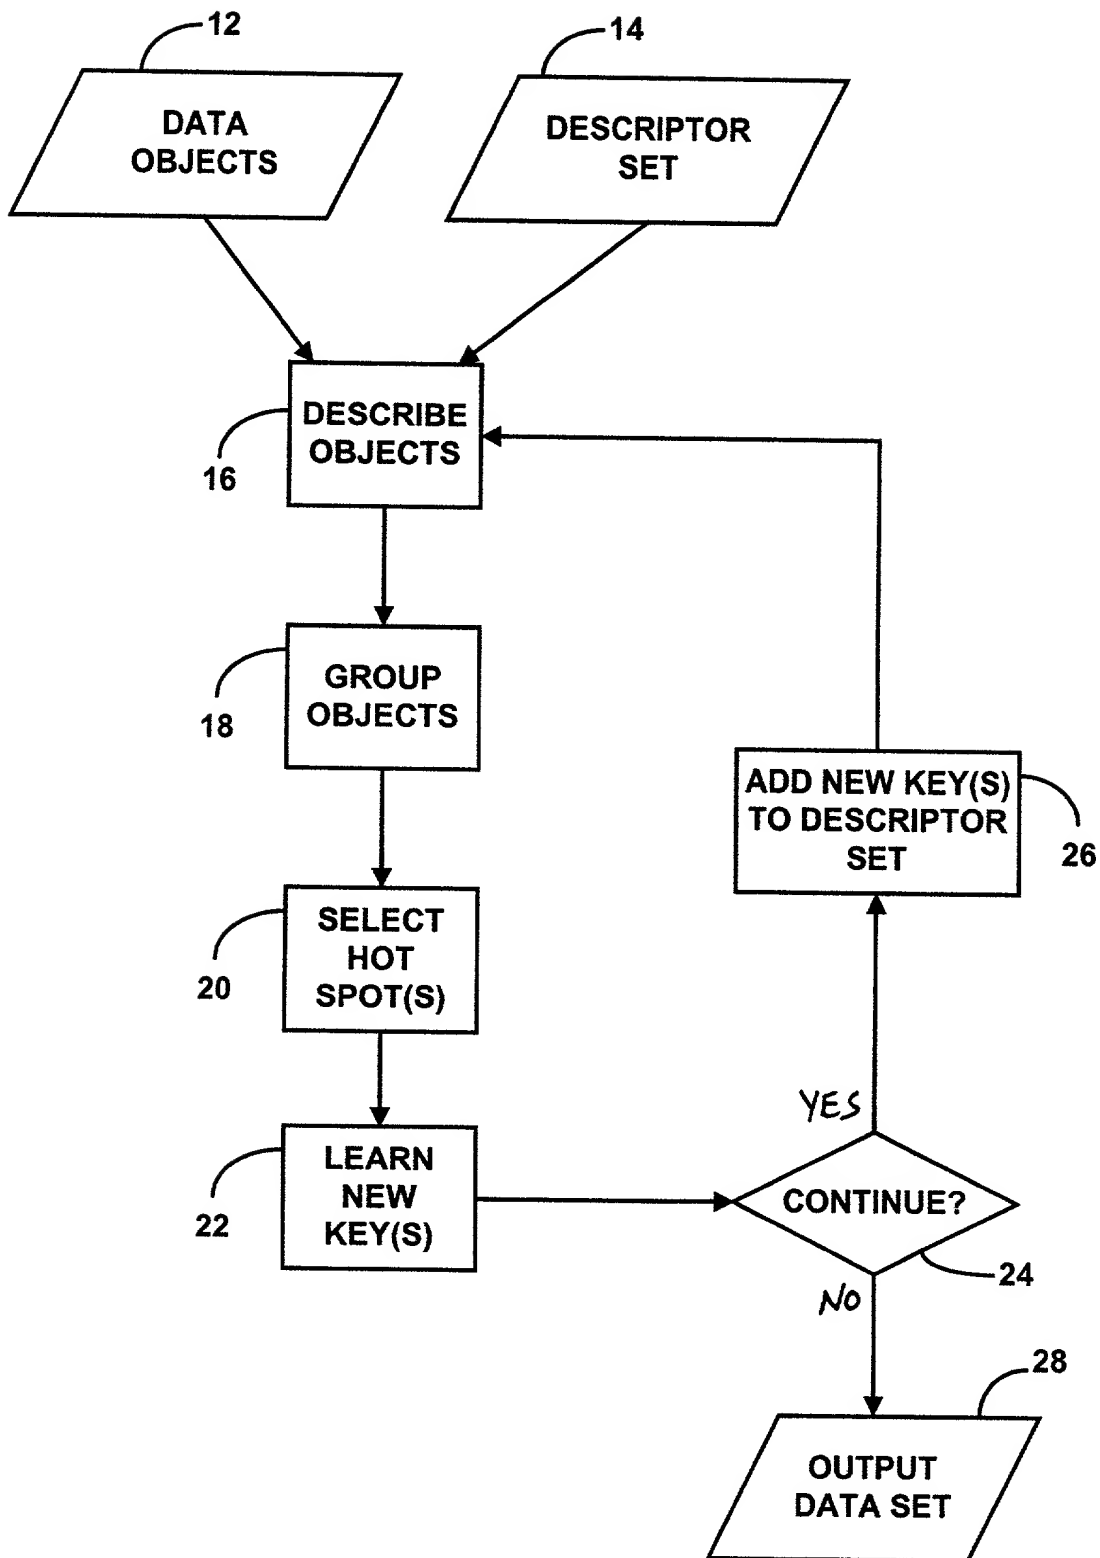 12
14
DATA
OBJECTS
DESCRIPTOR
SET
DESCRIBE
OBJECTS
16
GROUP
OBJECTS
18
ADD NEW KEY(S)
TO DESCRIPTOR
SET
26
SELECT
HOT
SPOT(S)
20
YES
LEARN
NEW
KEY(S)
22
CONTINUE?
24
NO
28
OUTPUT
DATA SET